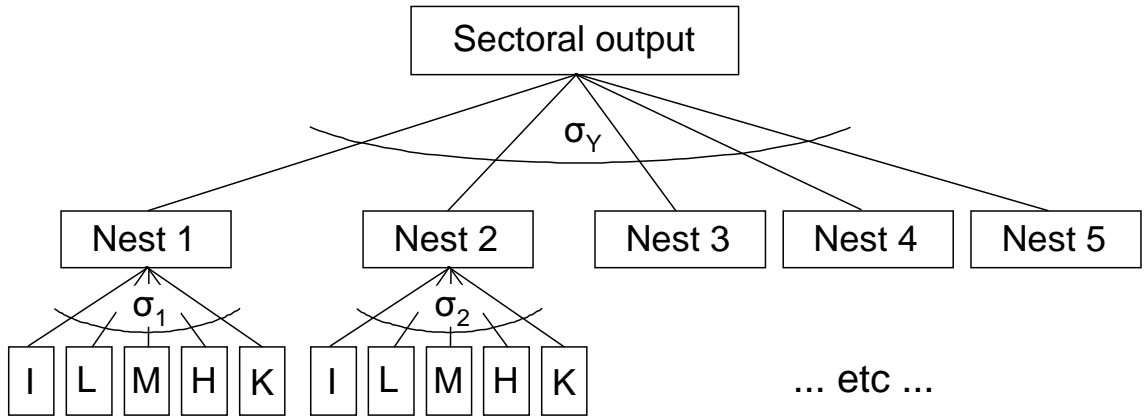 Sectoral output
σY
Nest 1 Nest 2 Nest 3 Nest 4 Nest 5
σ1 σ2
I L M H K I L M H K ... etc ...